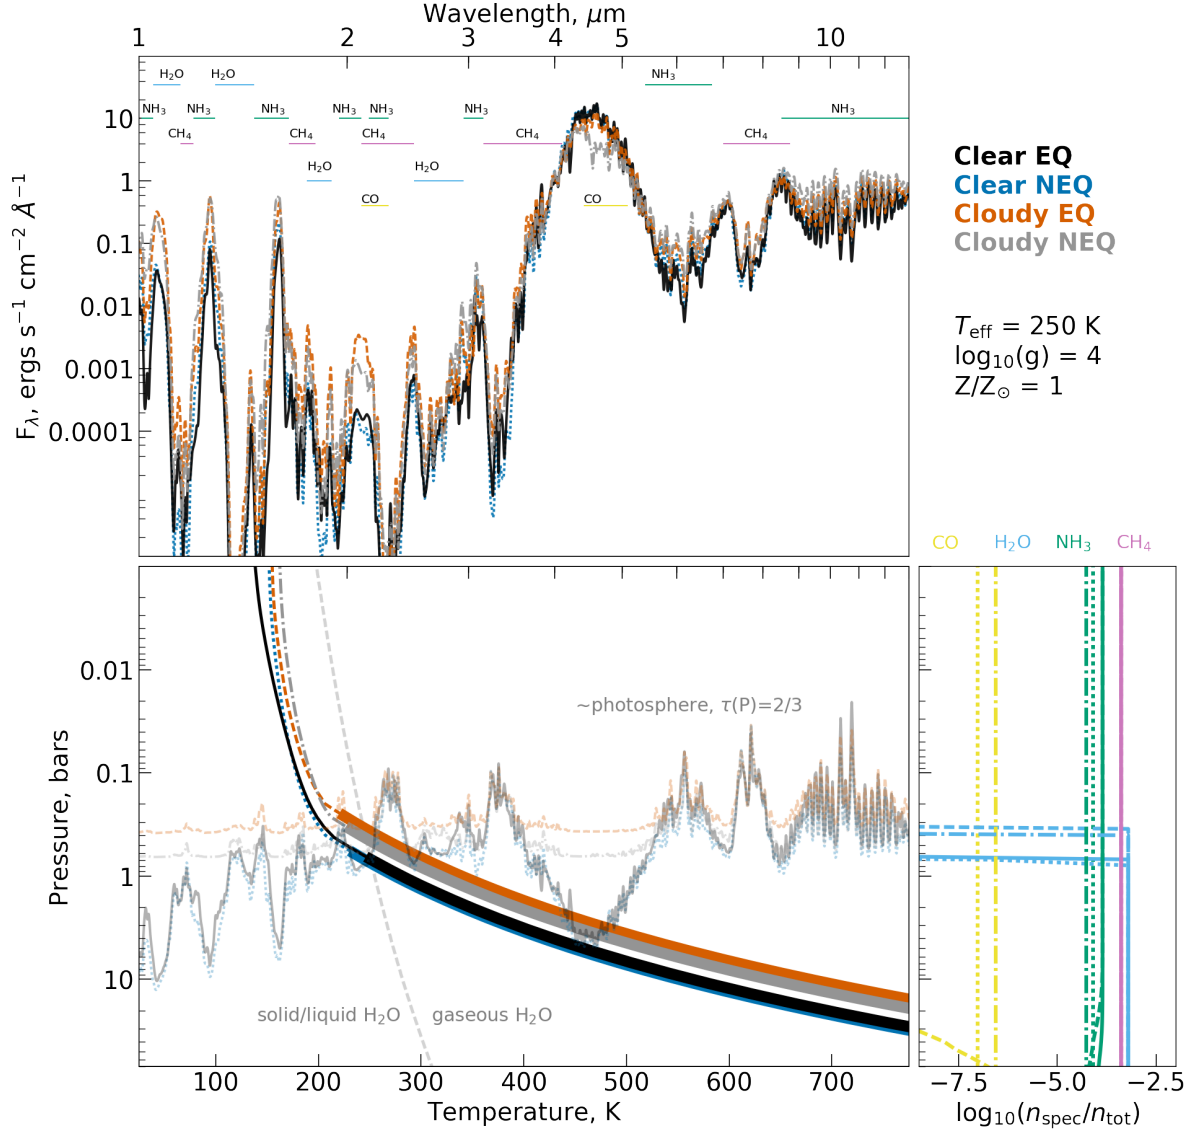 Wavelength, μm
1 2 3 4 5 10
H₂O H₂O NH₃
NH₃ NH₃ NH₃ NH₃ NH₃ NH₃ NH₃
CH₄ CH₄ CH₄ CH₄ CH₄
H₂O H₂O
CO CO
10
1
0.1
0.01
0.001
0.0001
F_λ, ergs s⁻¹ cm⁻² Å⁻¹
Clear EQ
Clear NEQ
Cloudy EQ
Cloudy NEQ
T_eff = 250 K
log₁₀(g) = 4
Z/Z_⊙ = 1
CO H₂O NH₃ CH₄
0.01
0.1
1
10
Pressure, bars
~photosphere, τ(P)=2/3
solid/liquid H₂O gaseous H₂O
100 200 300 400 500 600 700
Temperature, K
−7.5 −5.0 −2.5
log₁₀(n_spec/n_tot)